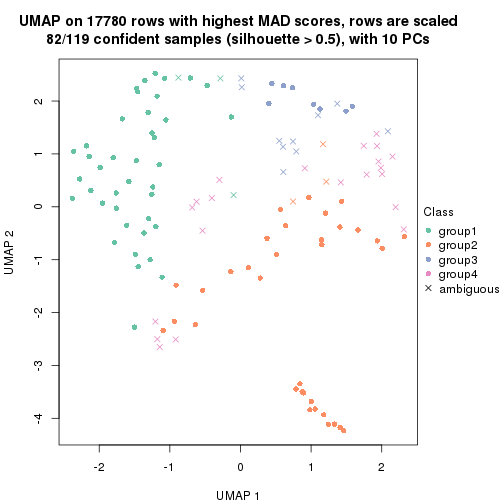 UMAP on 17780 rows with highest MAD scores, rows are scaled
82/119 confident samples (silhouette > 0.5), with 10 PCs
2
1
0
-1
-2
-3
-4
UMAP 2
-2
-1
0
1
2
UMAP 1
Class
group1
group2
group3
group4
ambiguous